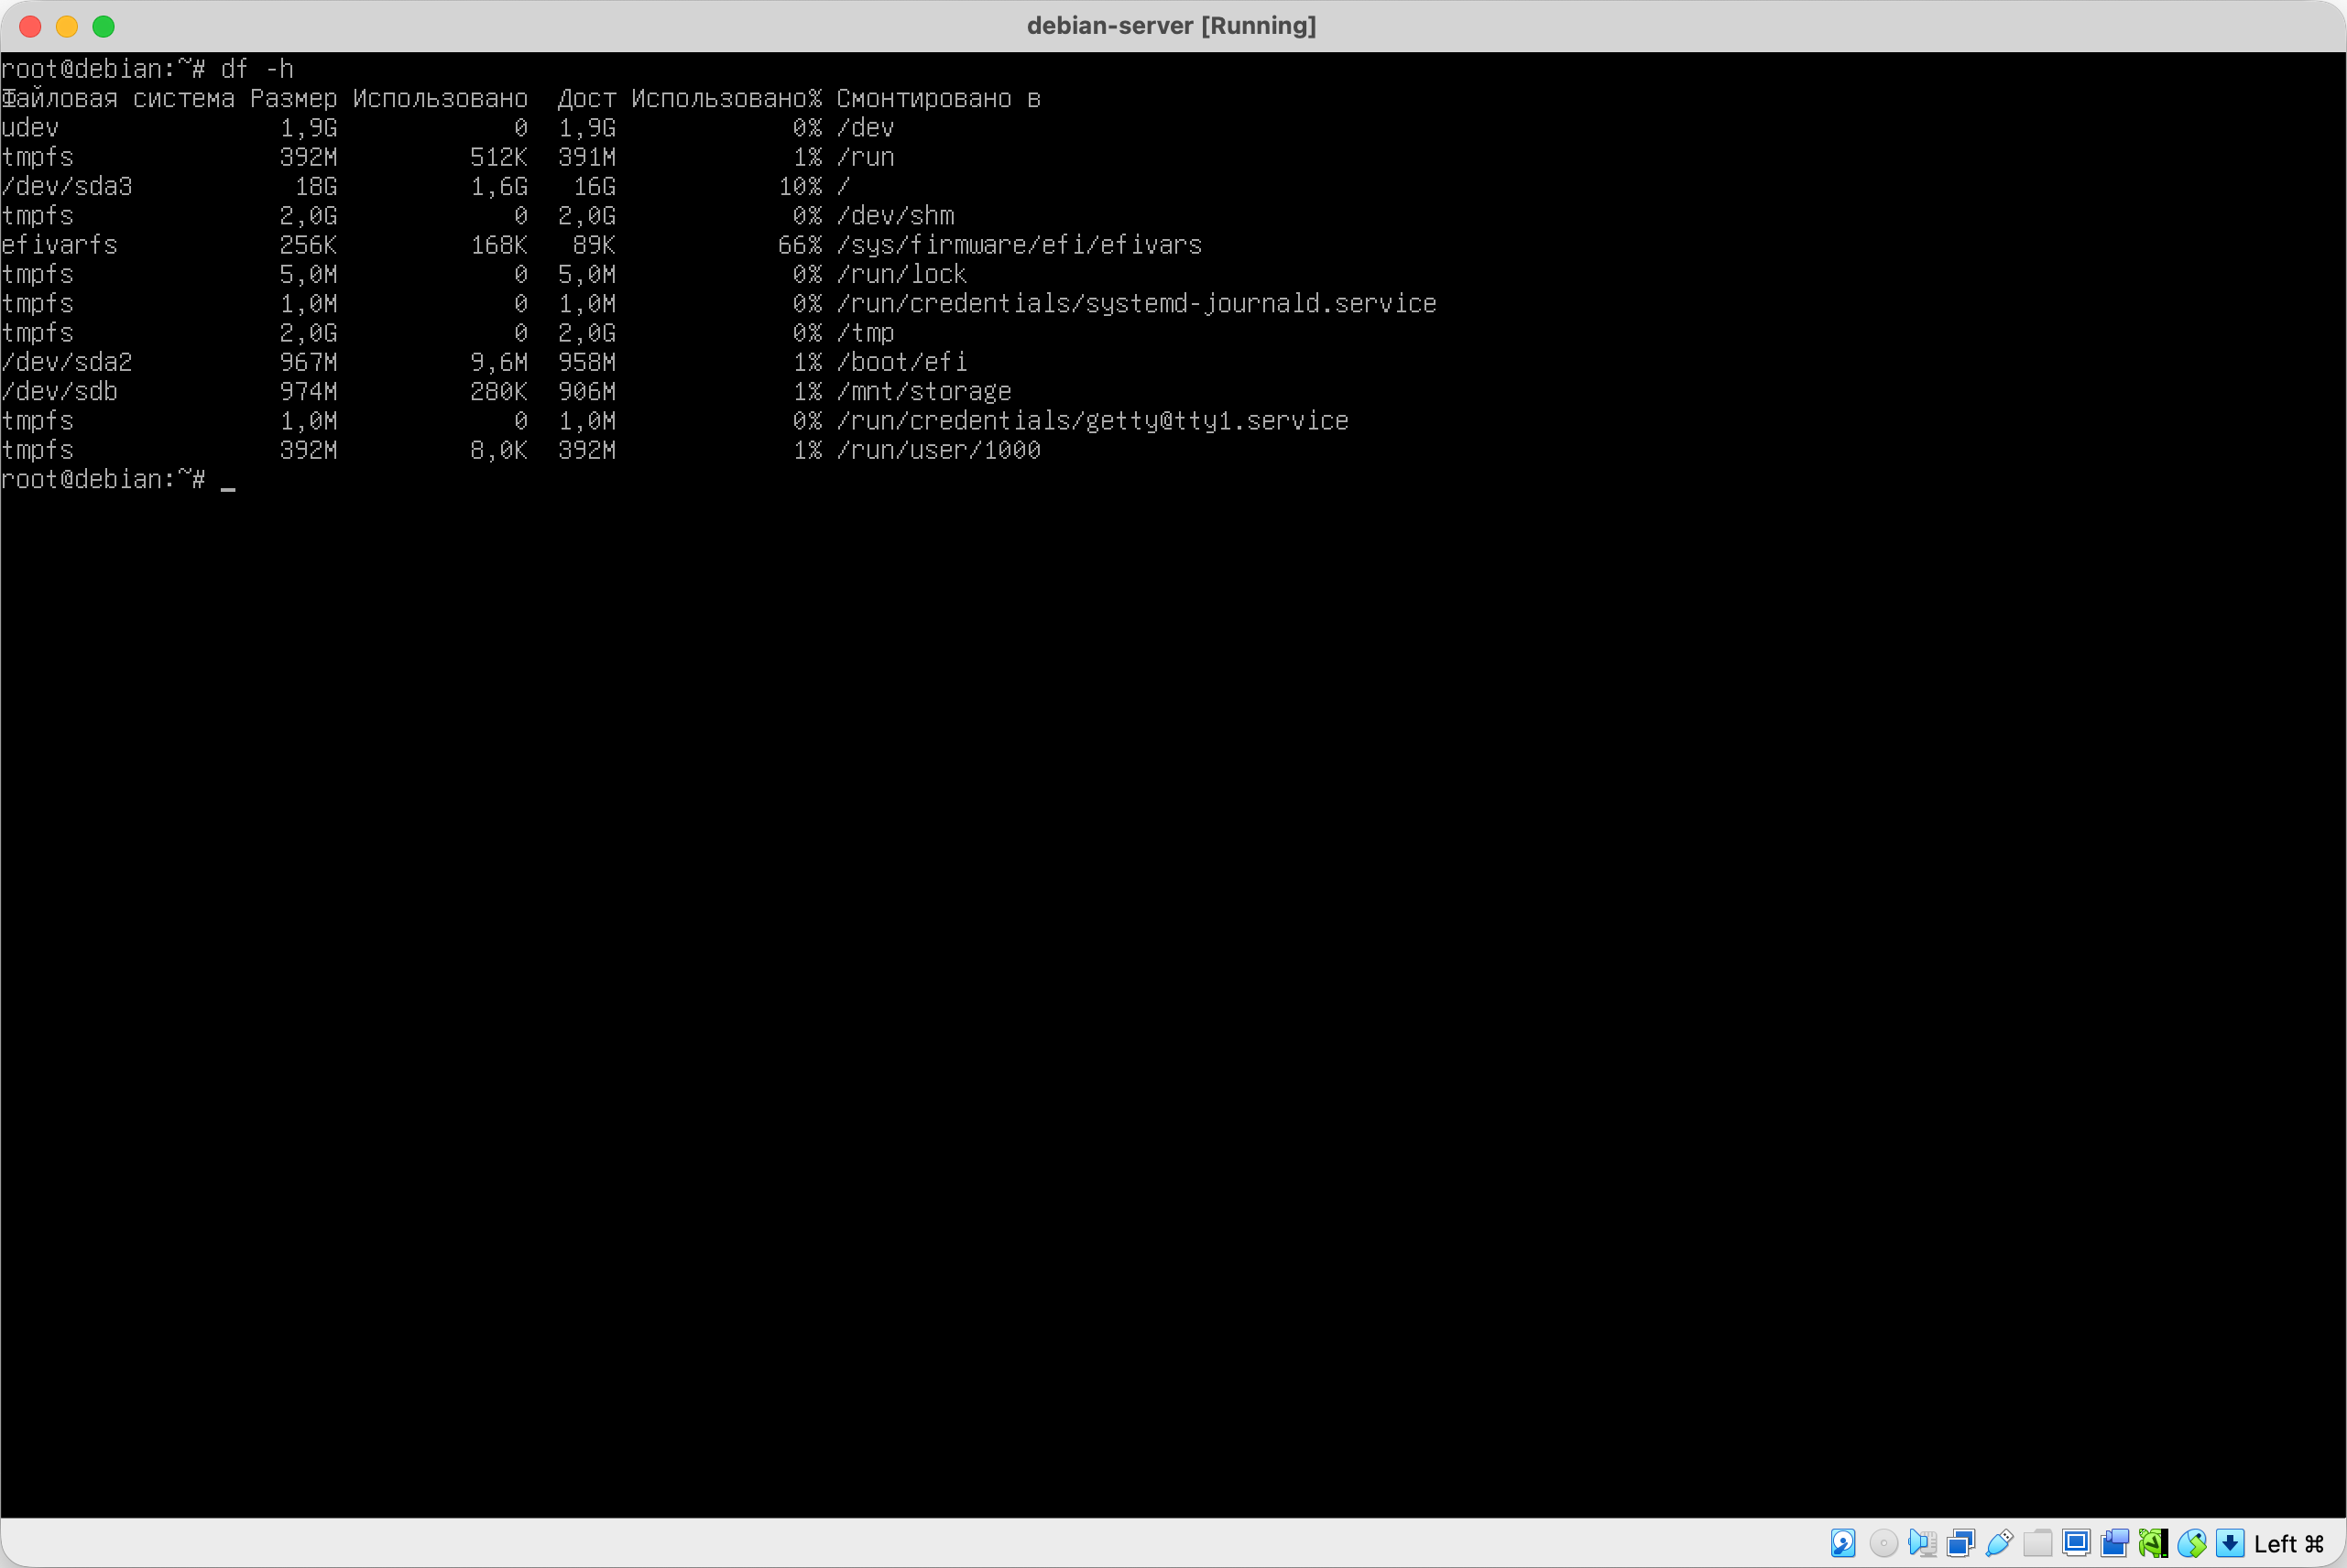 debian-server [Running]
root@debian:~# df -h
Файловая система Размер Использовано  Дост Использовано% Смонтировано в
udev               1,9G            0  1,9G            0% /dev
tmpfs              392M         512K  391M            1% /run
/dev/sda3           18G         1,6G   16G           10% /
tmpfs              2,0G            0  2,0G            0% /dev/shm
efivarfs           256K         168K   89K           66% /sys/firmware/efi/efivars
tmpfs              5,0M            0  5,0M            0% /run/lock
tmpfs              1,0M            0  1,0M            0% /run/credentials/systemd-journald.service
tmpfs              2,0G            0  2,0G            0% /tmp
/dev/sda2          967M         9,6M  958M            1% /boot/efi
/dev/sdb           974M         280K  906M            1% /mnt/storage
tmpfs              1,0M            0  1,0M            0% /run/credentials/getty@tty1.service
tmpfs              392M         8,0K  392M            1% /run/user/1000
root@debian:~# _
Left ⌘